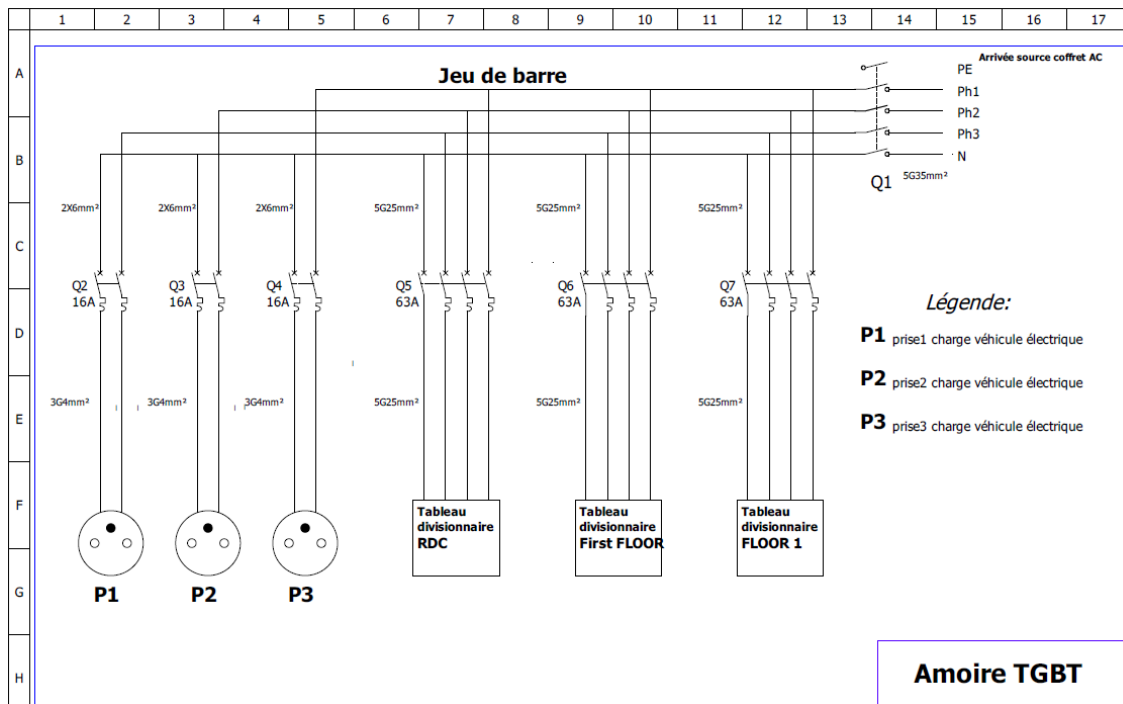 1 2 3 4 5 6 7 8 9 10 11 12 13 14 15 16 17
A
B
C
D
E
F
G
H
Jeu de barre
Arrivée source coffret AC
PE
Ph1
Ph2
Ph3
N
Q1 5G35mm²
2X6mm² 2X6mm² 2X6mm² 5G25mm² 5G25mm² 5G25mm²
Q2 Q3 Q4 Q5 Q6 Q7
16A 16A 16A 63A 63A 63A
3G4mm² 3G4mm² 3G4mm² 5G25mm² 5G25mm² 5G25mm²
Légende:
P1 prise1 charge véhicule électrique
P2 prise2 charge véhicule électrique
P3 prise3 charge véhicule électrique
Tableau
divisionnaire
RDC
Tableau
divisionnaire
First FLOOR
Tableau
divisionnaire
FLOOR 1
P1 P2 P3
Amoire TGBT